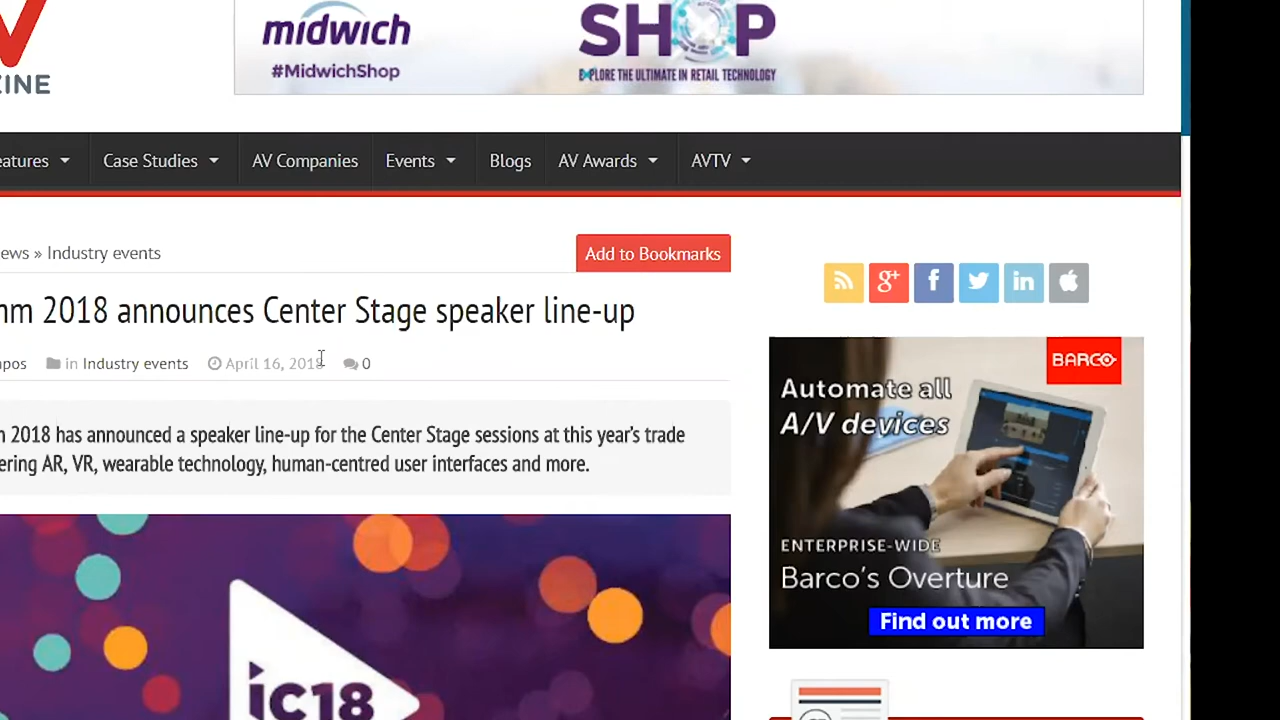 midwich
#MidwichShop
SHOP
EXPLORE THE ULTIMATE IN RETAIL TECHNOLOGY
ZINE
eatures
Case Studies
AV Companies
Events
Blogs
AV Awards
AVTV
ews » Industry events
Add to Bookmarks
mm 2018 announces Center Stage speaker line-up
mpos in Industry events April 16, 2018 0
m 2018 has announced a speaker line-up for the Center Stage sessions at this year's trade
ering AR, VR, wearable technology, human-centred user interfaces and more.
g+ f in
BARCO
Automate all
A/V devices
ENTERPRISE-WIDE
Barco's Overture
Find out more
ic18